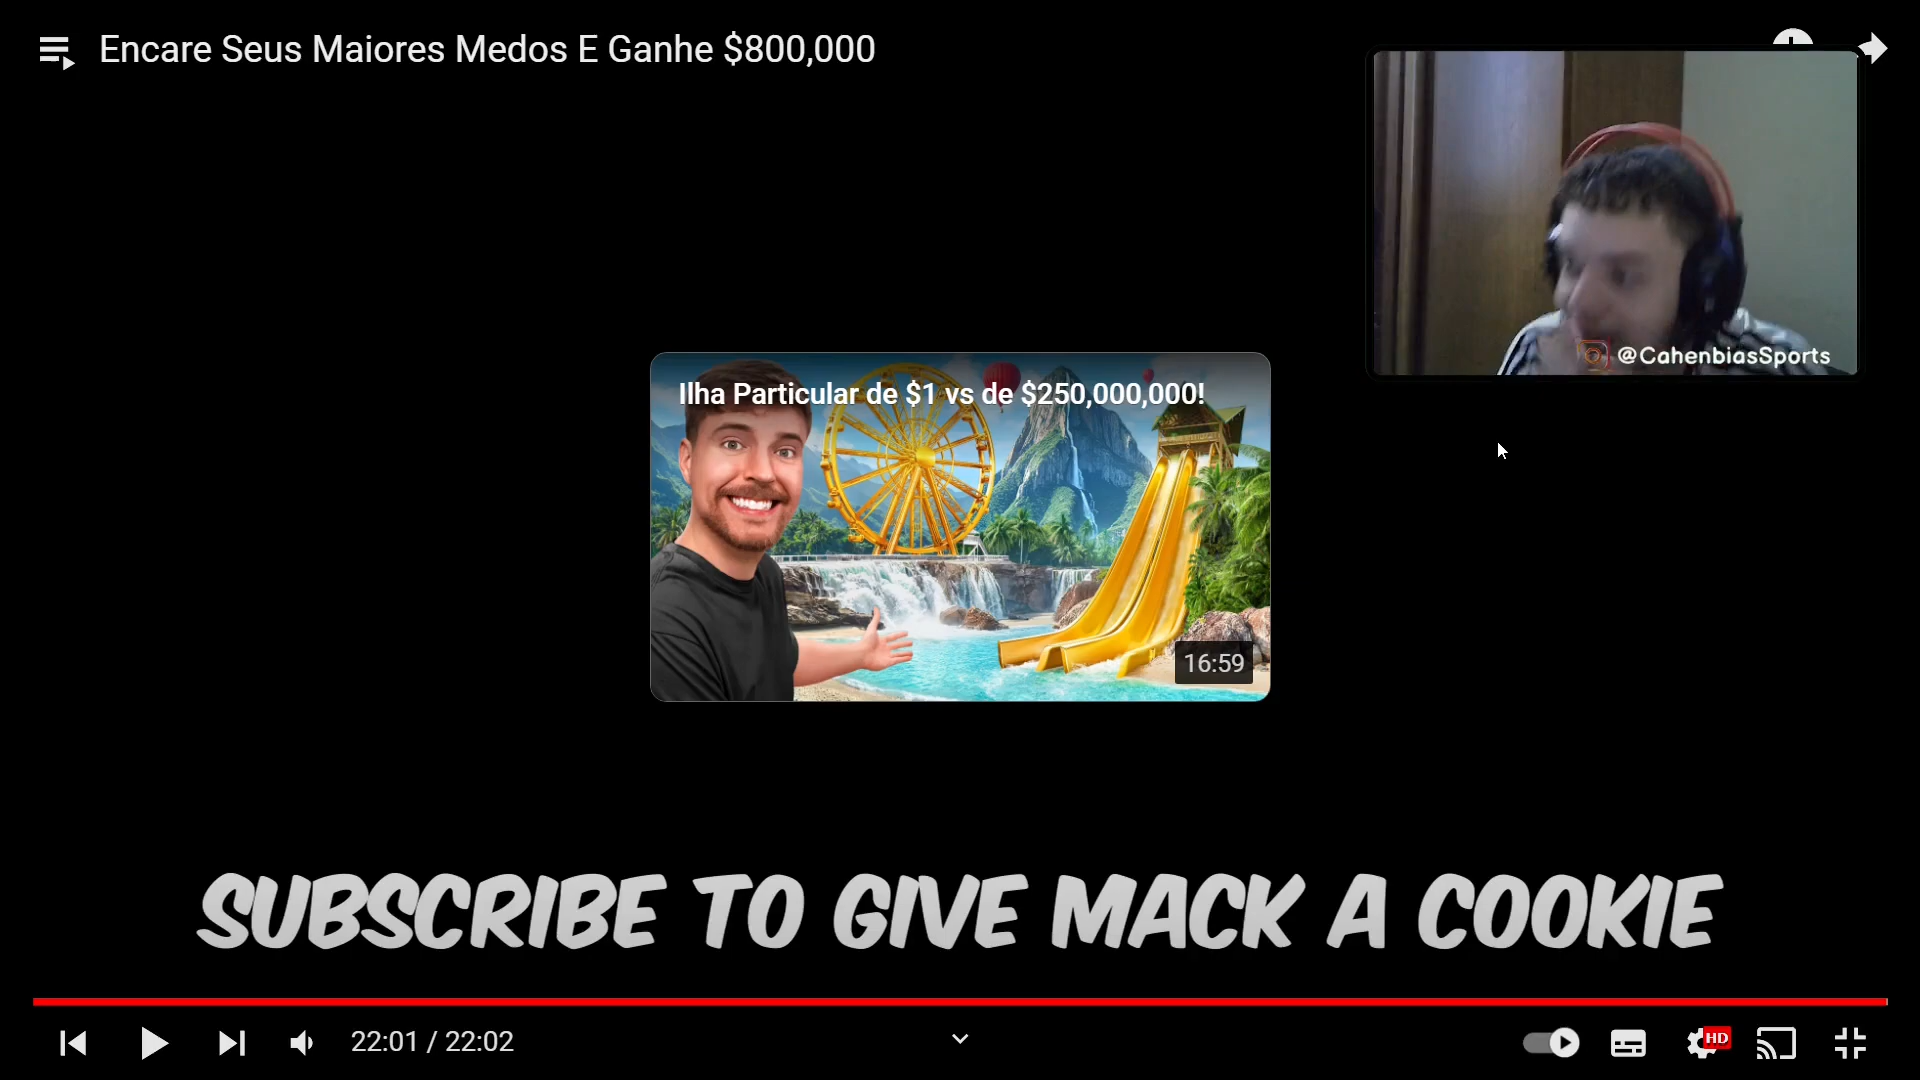 Encare Seus Maiores Medos E Ganhe $800,000
@CahenbiasSports
Ilha Particular de $1 vs de $250,000,000!
16:59
SUBSCRIBE TO GIVE MACK A COOKIE
22:01 / 22:02
HD